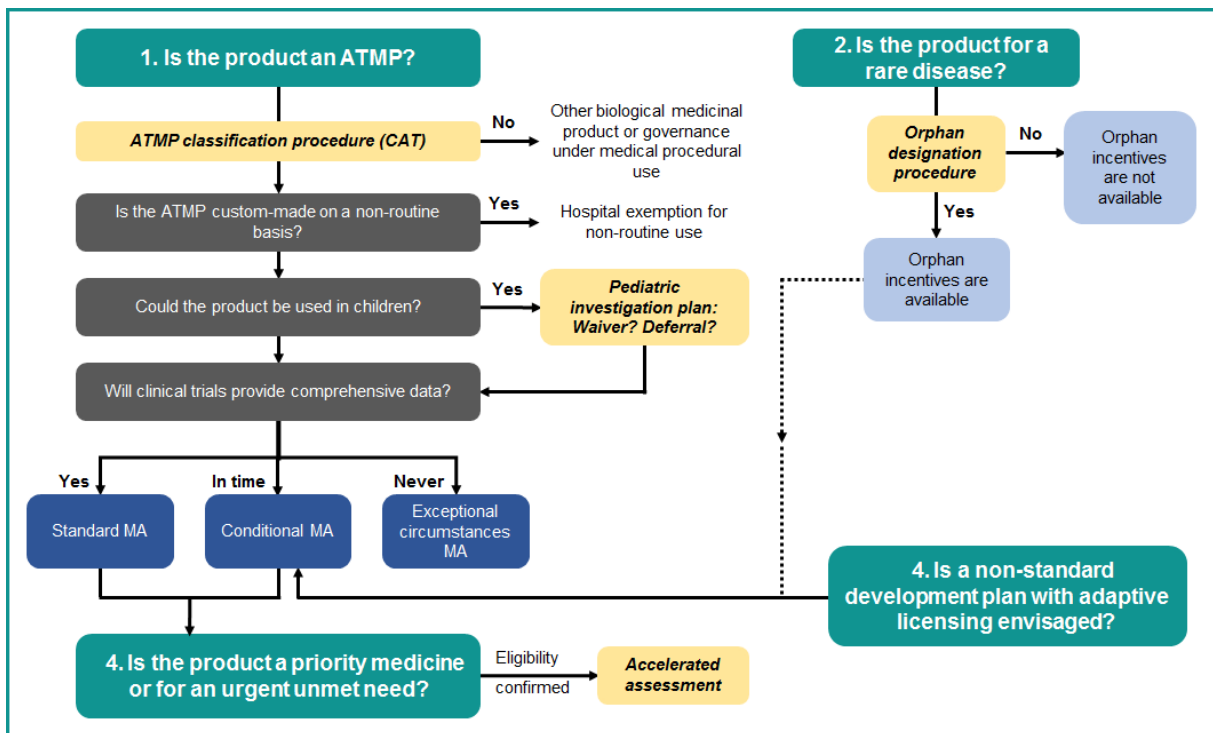 1. Is the product an ATMP?
2. Is the product for a
rare disease?
ATMP classification procedure (CAT)
No
Other biological medicinal
product or governance
under medical procedural
use
Orphan
designation
procedure
No
Orphan
incentives
are not
available
Is the ATMP custom-made on a non-routine
basis?
Yes
Hospital exemption for
non-routine use
Yes
Orphan
incentives are
available
Could the product be used in children?
Yes
Pediatric
investigation plan:
Waiver? Deferral?
Will clinical trials provide comprehensive data?
Yes
In time
Never
Standard MA
Conditional MA
Exceptional
circumstances
MA
4. Is a non-standard
development plan with adaptive
licensing envisaged?
4. Is the product a priority medicine
or for an urgent unmet need?
Eligibility
confirmed
Accelerated
assessment